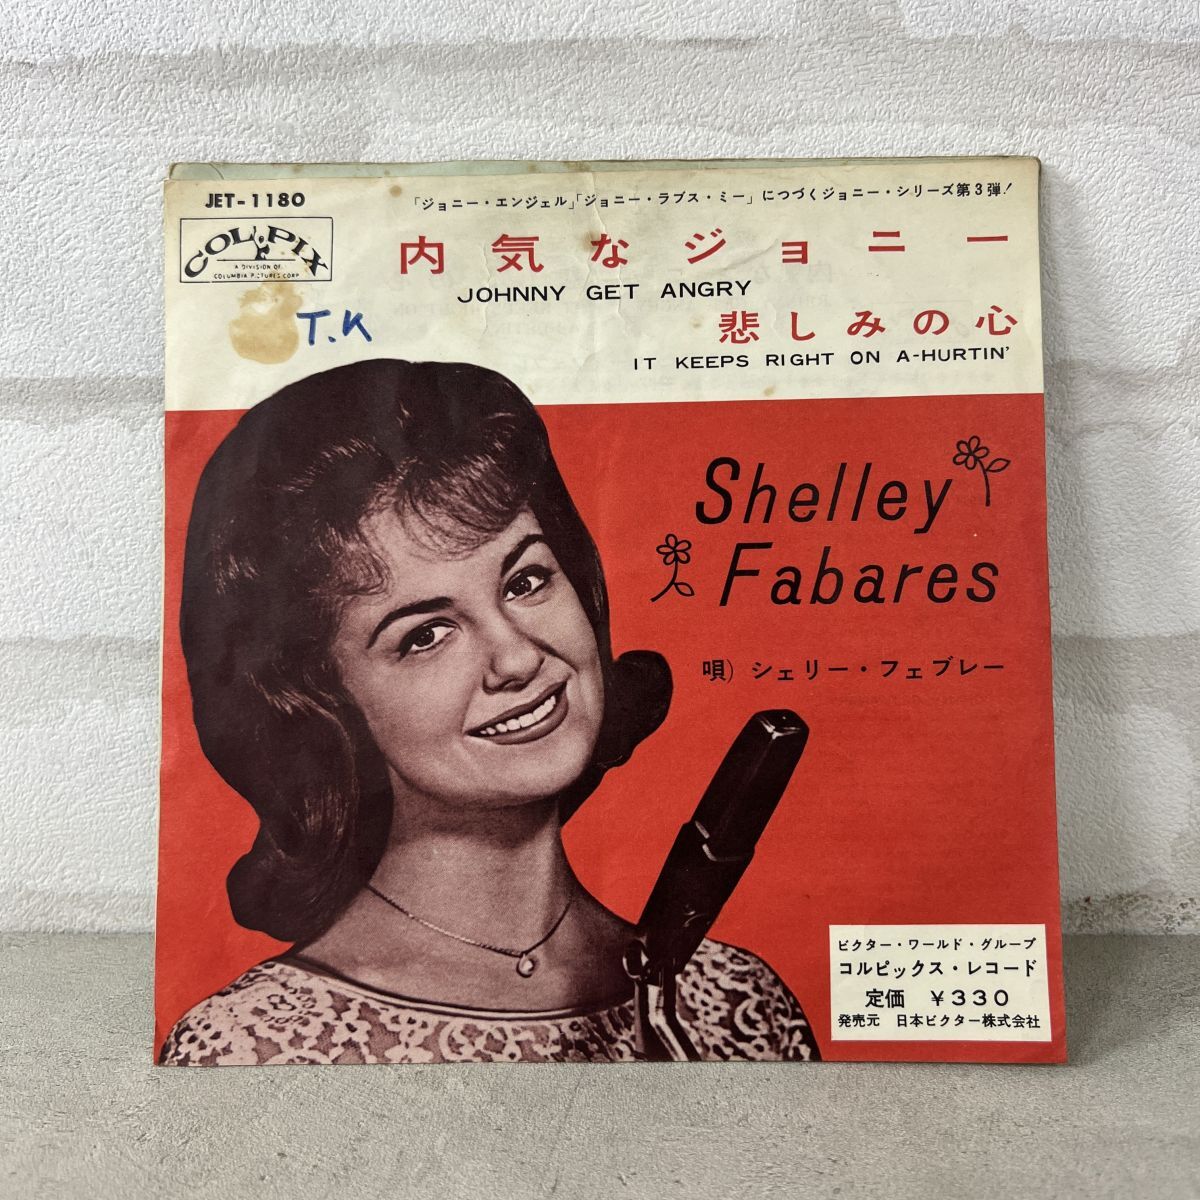 JET-1180
「ジョニー・エンジェル」「ジョニー・ラブス・ミー」につづくジョニー・シリーズ第3弾!
COLPIX
A DIVISION OF
COLUMBIA PICTURES CORP
内気なジョニー
JOHNNY GET ANGRY
T.K
悲しみの心
IT KEEPS RIGHT ON A-HURTIN'
Shelley
Fabares
唄) シェリー・フェブレー
ビクター・ワールド・グループ
コルピックス・レコード
定価 ¥330
発売元 日本ビクター株式会社